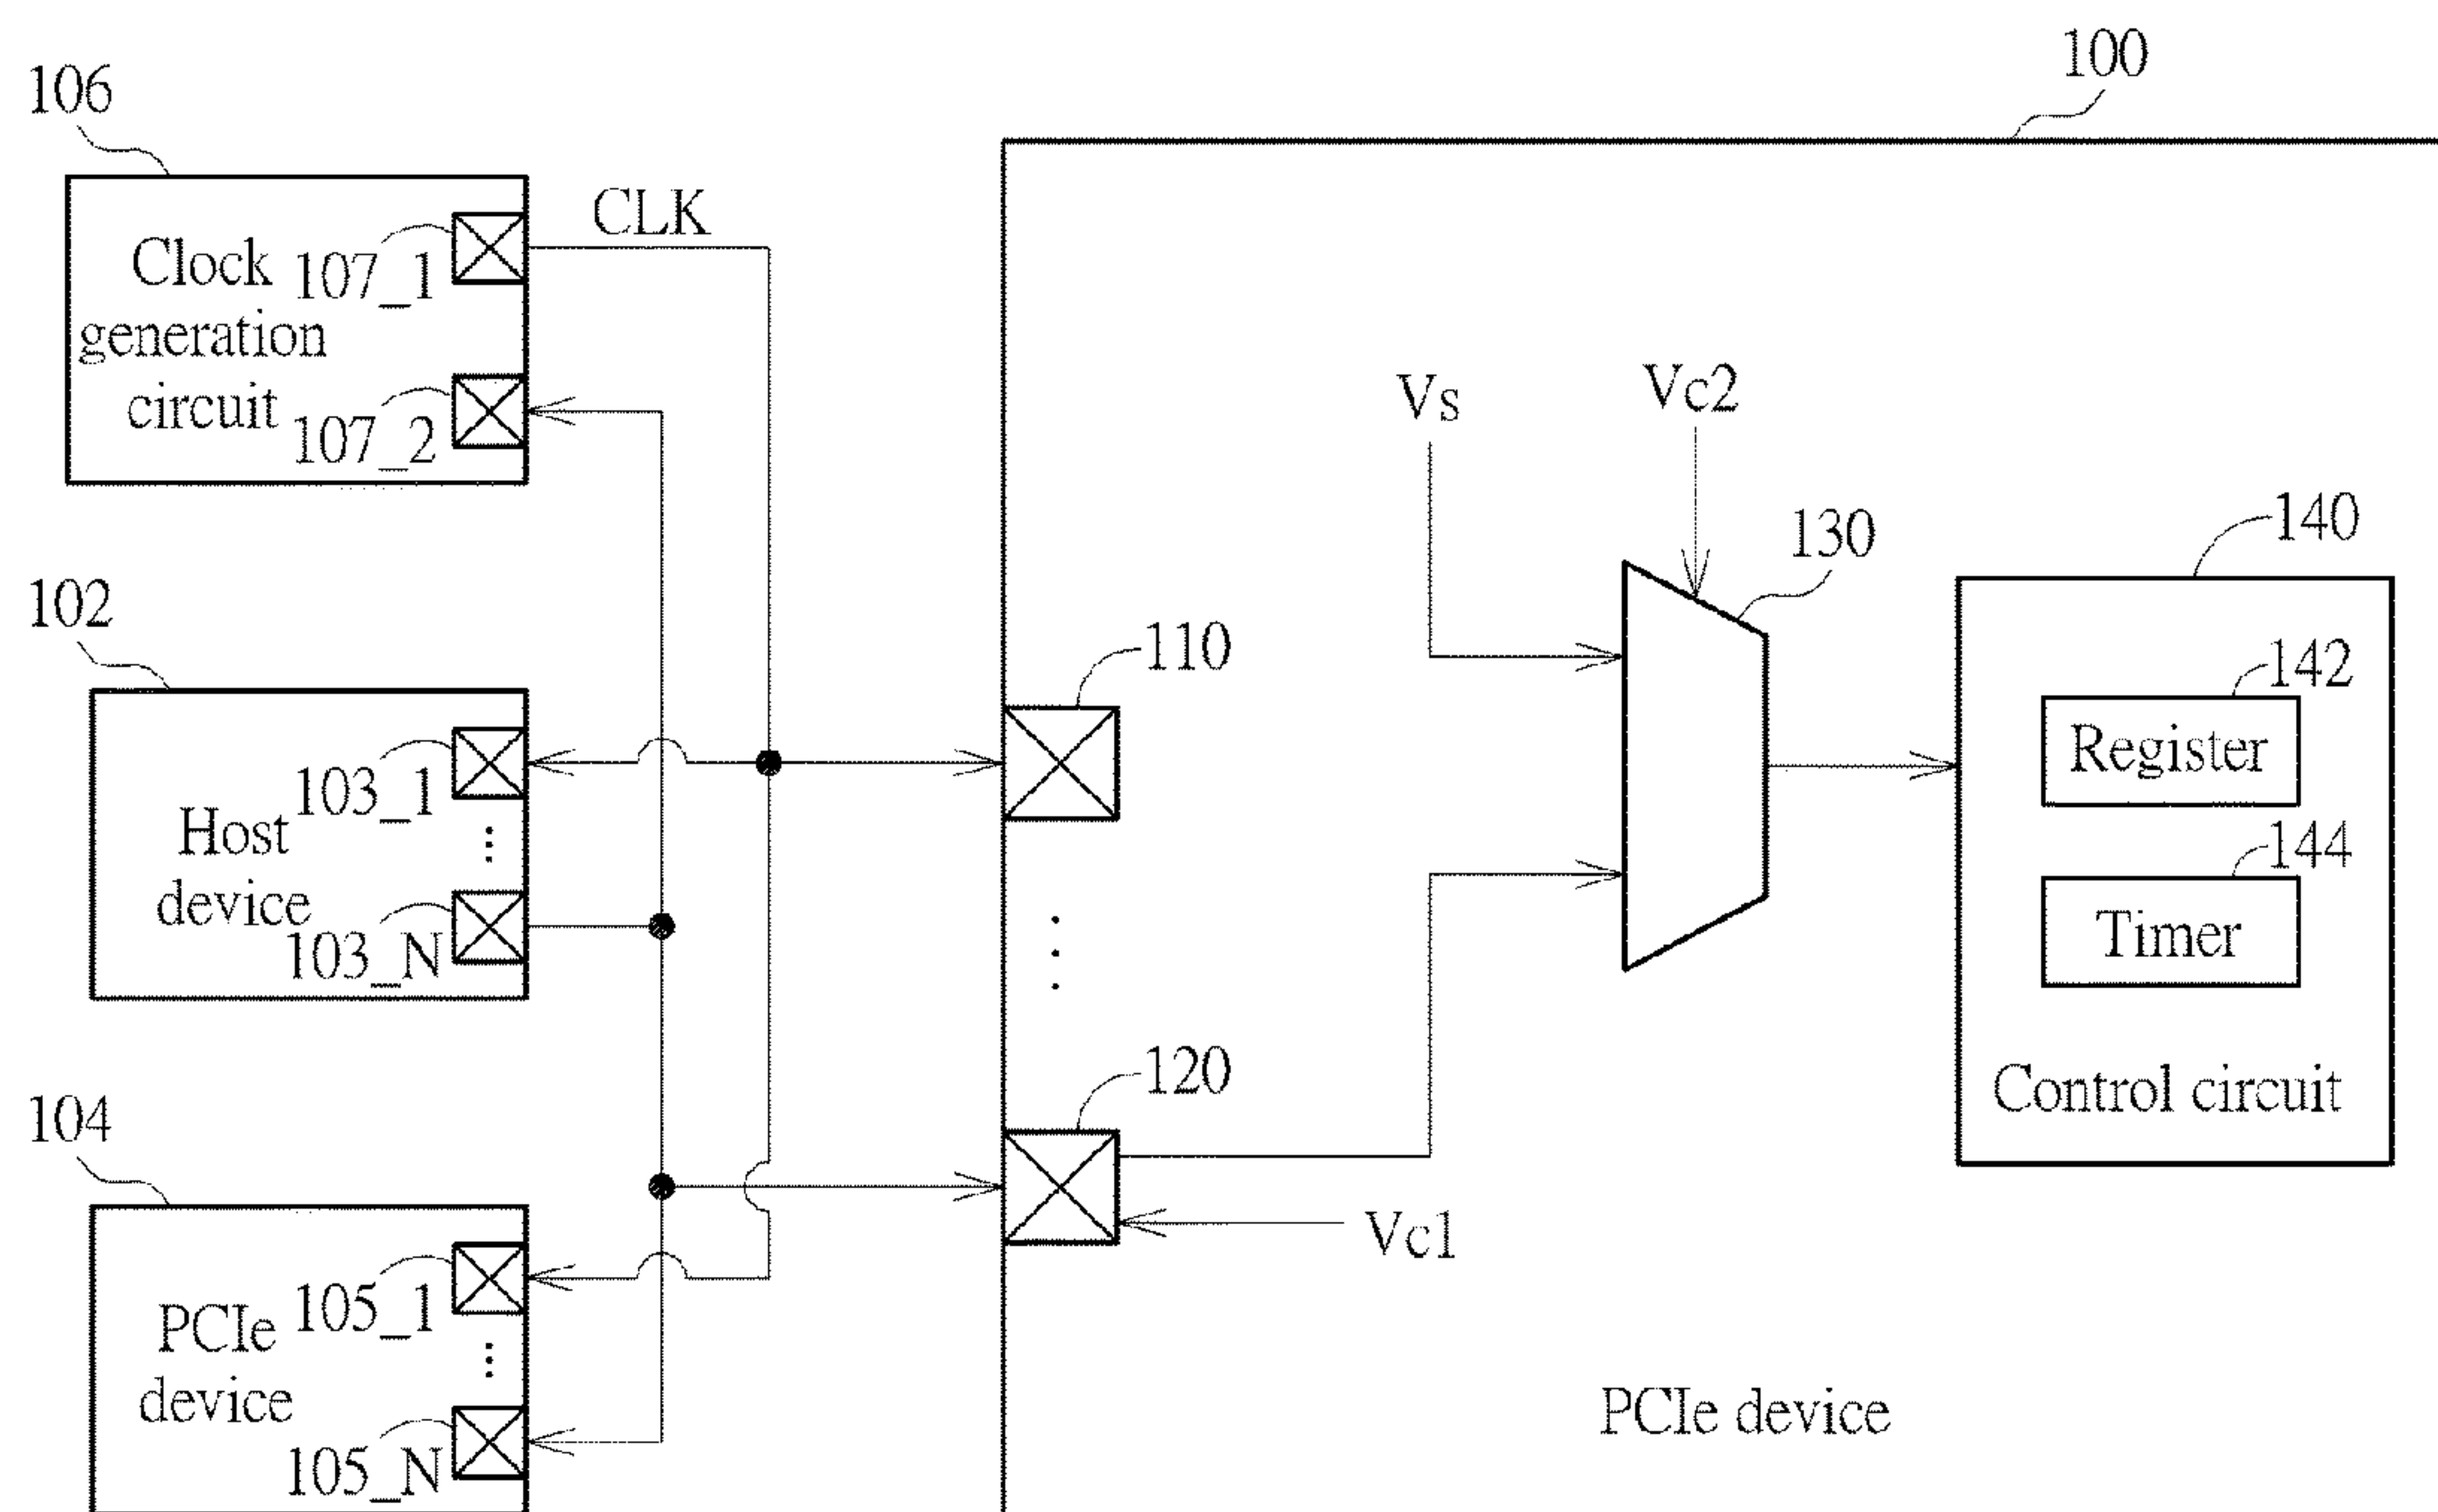 100
106
CLK
Clock
107_1
generation
circuit
107_2
Vs
Vc2
130
140
102
110
142
Register
103_1
Host
device
103_N
144
Timer
120
Control circuit
104
Vc1
105_1
PCIe
device
105_N
PCIe device